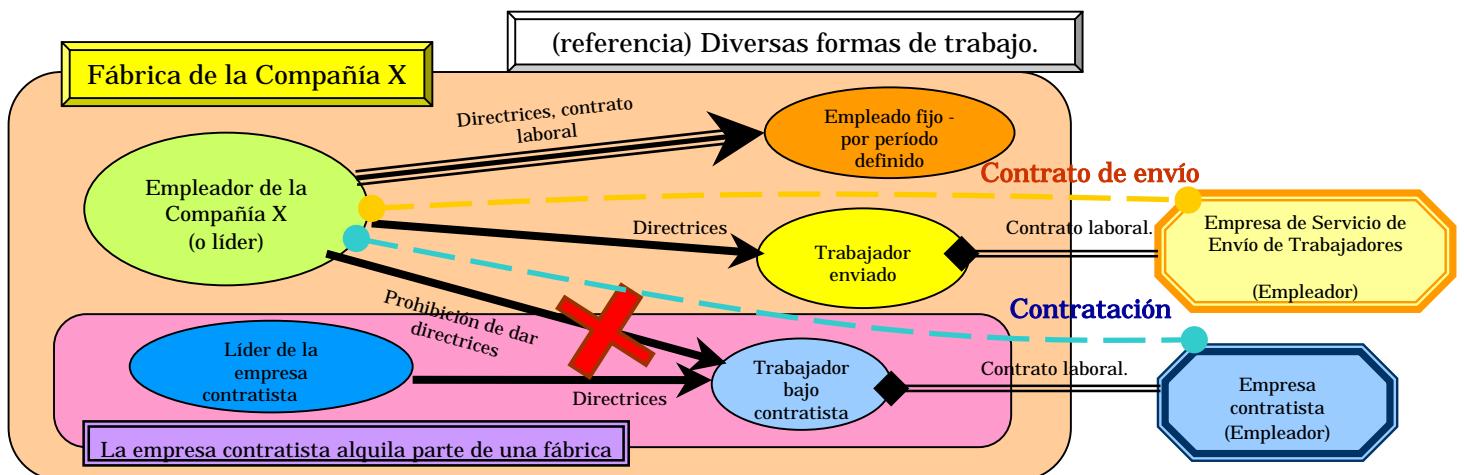 (referencia) Diversas formas de trabajo.
Fábrica de la Compañía X
Directrices, contrato
laboral
Empleado fijo -
por período
definido
Empleador de la
Compañía X
(o líder)
Contrato de envío
Directrices
Trabajador
enviado
Contrato laboral.
Empresa de Servicio de
Envío de Trabajadores
(Empleador)
Prohibición de dar
directrices
Contratación
Líder de la
empresa
contratista
Directrices
Trabajador
bajo
contratista
Contrato laboral.
Empresa
contratista
(Empleador)
La empresa contratista alquila parte de una fábrica